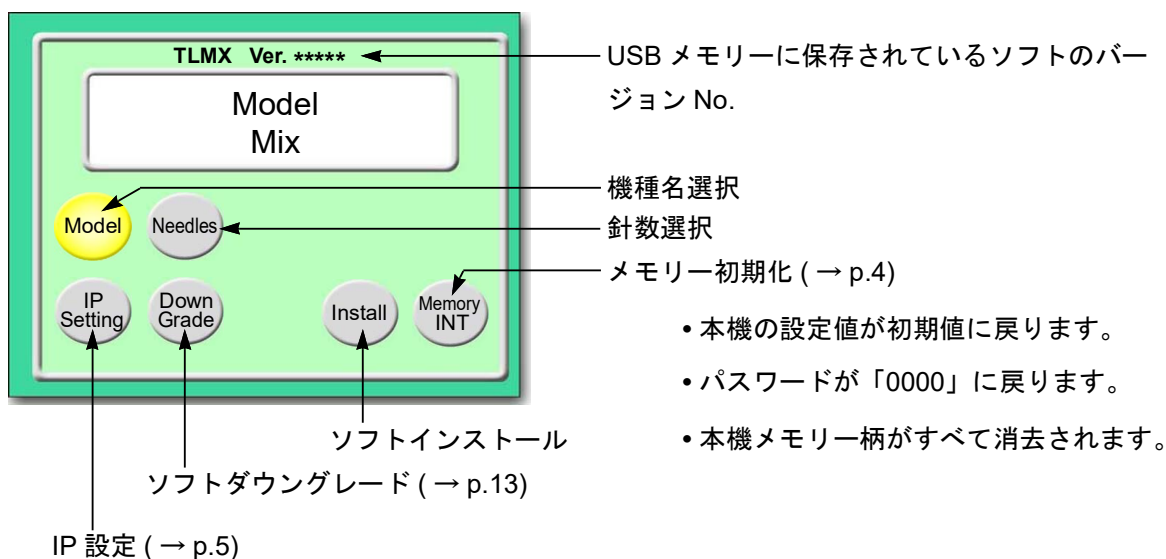 TLMX Ver. *****
USB メモリーに保存されているソフトのバー
ジョン No.
Model
Mix
機種名選択
Model
Needles
針数選択
メモリー初期化 ( → p.4)
IP
Setting
Down
Grade
Install
Memory
INT
• 本機の設定値が初期値に戻ります。
• パスワードが「0000」に戻ります。
• 本機メモリー柄がすべて消去されます。
ソフトインストール
ソフトダウングレード ( → p.13)
IP 設定 ( → p.5)